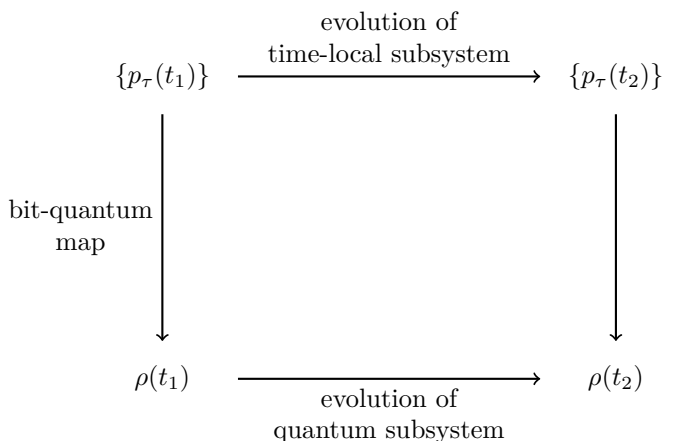 evolution of
time-local subsystem
{p_τ(t_1)}
{p_τ(t_2)}
bit-quantum
map
ρ(t_1)
ρ(t_2)
evolution of
quantum subsystem